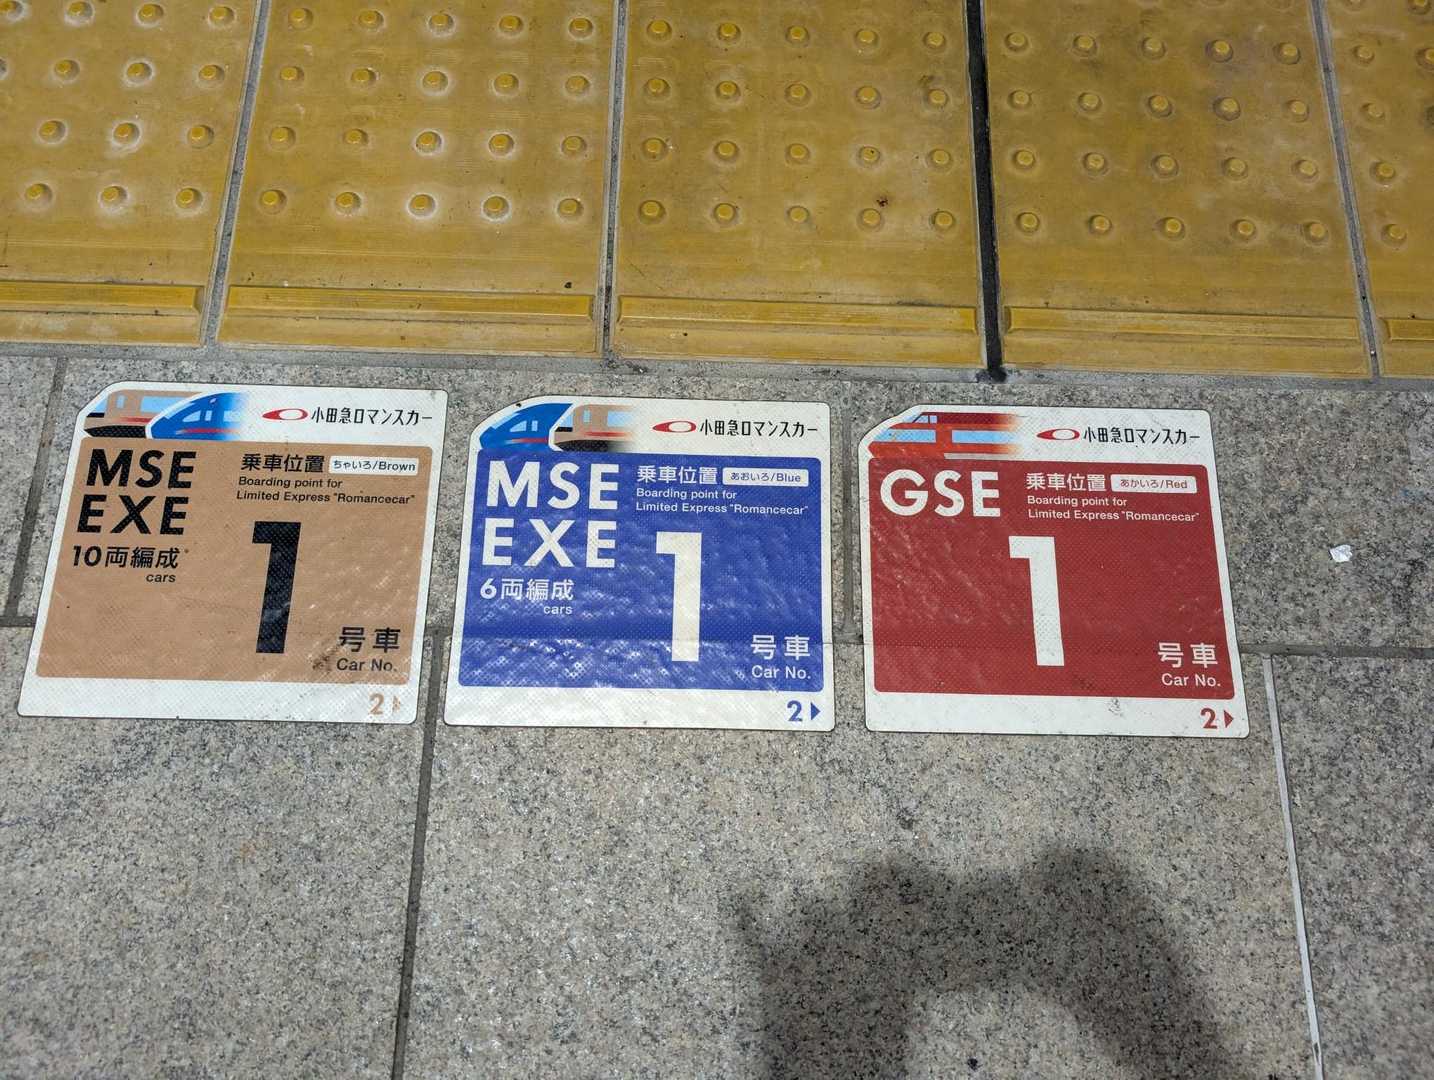 小田急ロマンスカー
MSE
EXE
10両編成*
cars
乗車位置 ちゃいろ/Brown
Boarding point for
Limited Express "Romancecar"
1
号車
Car No.
2
小田急ロマンスカー
MSE
EXE
6両編成
cars
乗車位置 あおいろ/Blue
Boarding point for
Limited Express "Romancecar"
1
号車
Car No.
2
小田急ロマンスカー
GSE
乗車位置 あかいろ/Red
Boarding point for
Limited Express "Romancecar"
1
号車
Car No.
2